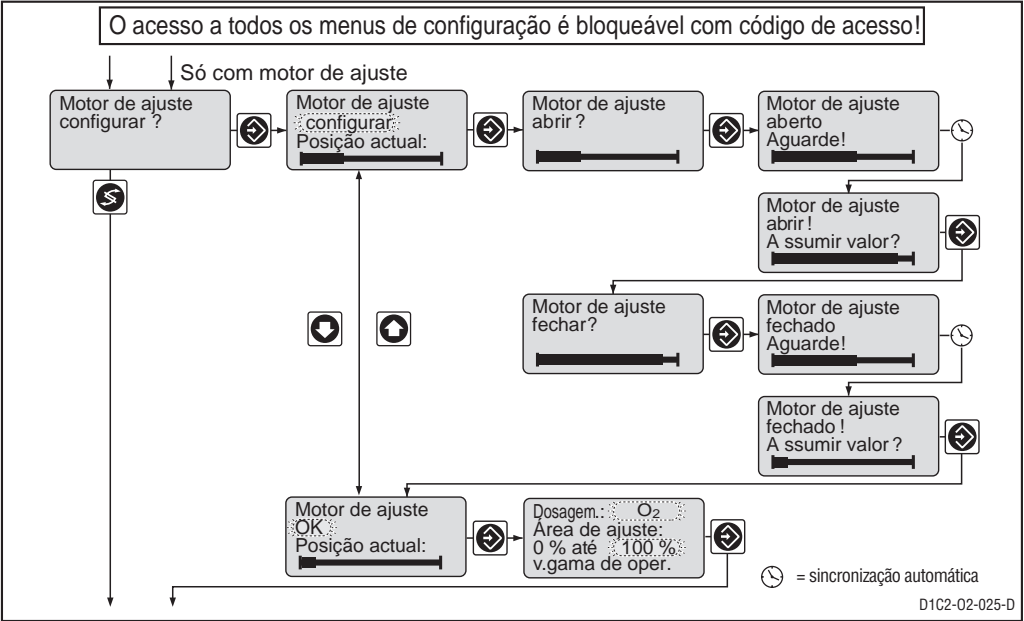 O acesso a todos os menus de configuração é bloqueável com código de acesso!
Só com motor de ajuste
Motor de ajuste
configurar ?
Motor de ajuste
configurar
Posição actual:
Motor de ajuste
abrir ?
Motor de ajuste
aberto
Aguarde!
Motor de ajuste
abrir !
A ssumir valor?
Motor de ajuste
fechar?
Motor de ajuste
fechado
Aguarde!
Motor de ajuste
fechado !
A ssumir valor ?
Motor de ajuste
OK
Posição actual:
Dosagem.: O2
Área de ajuste:
0 % até 100 %
v.gama de oper.
= sincronização automática
D1C2-O2-025-D